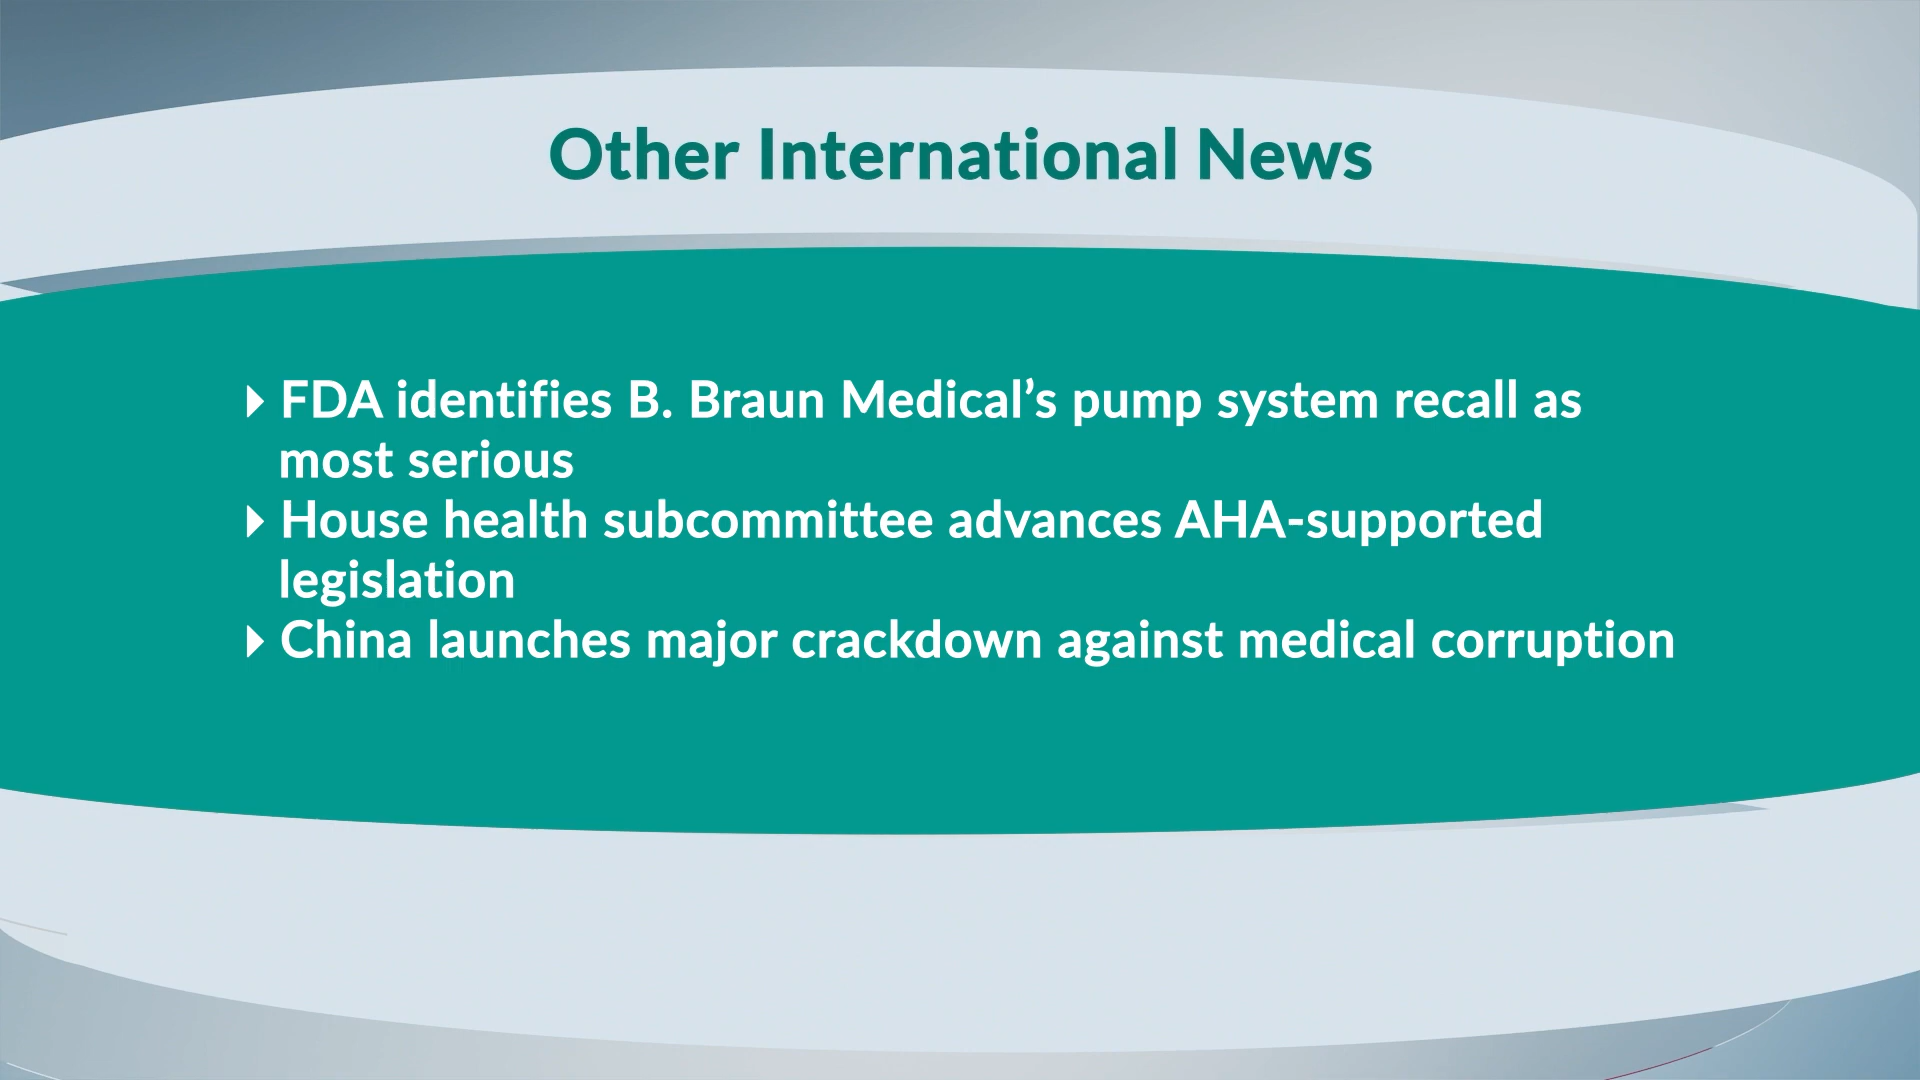 Other International News
FDA identifies B. Braun Medical’s pump system recall as
most serious
House health subcommittee advances AHA-supported
legislation
China launches major crackdown against medical corruption